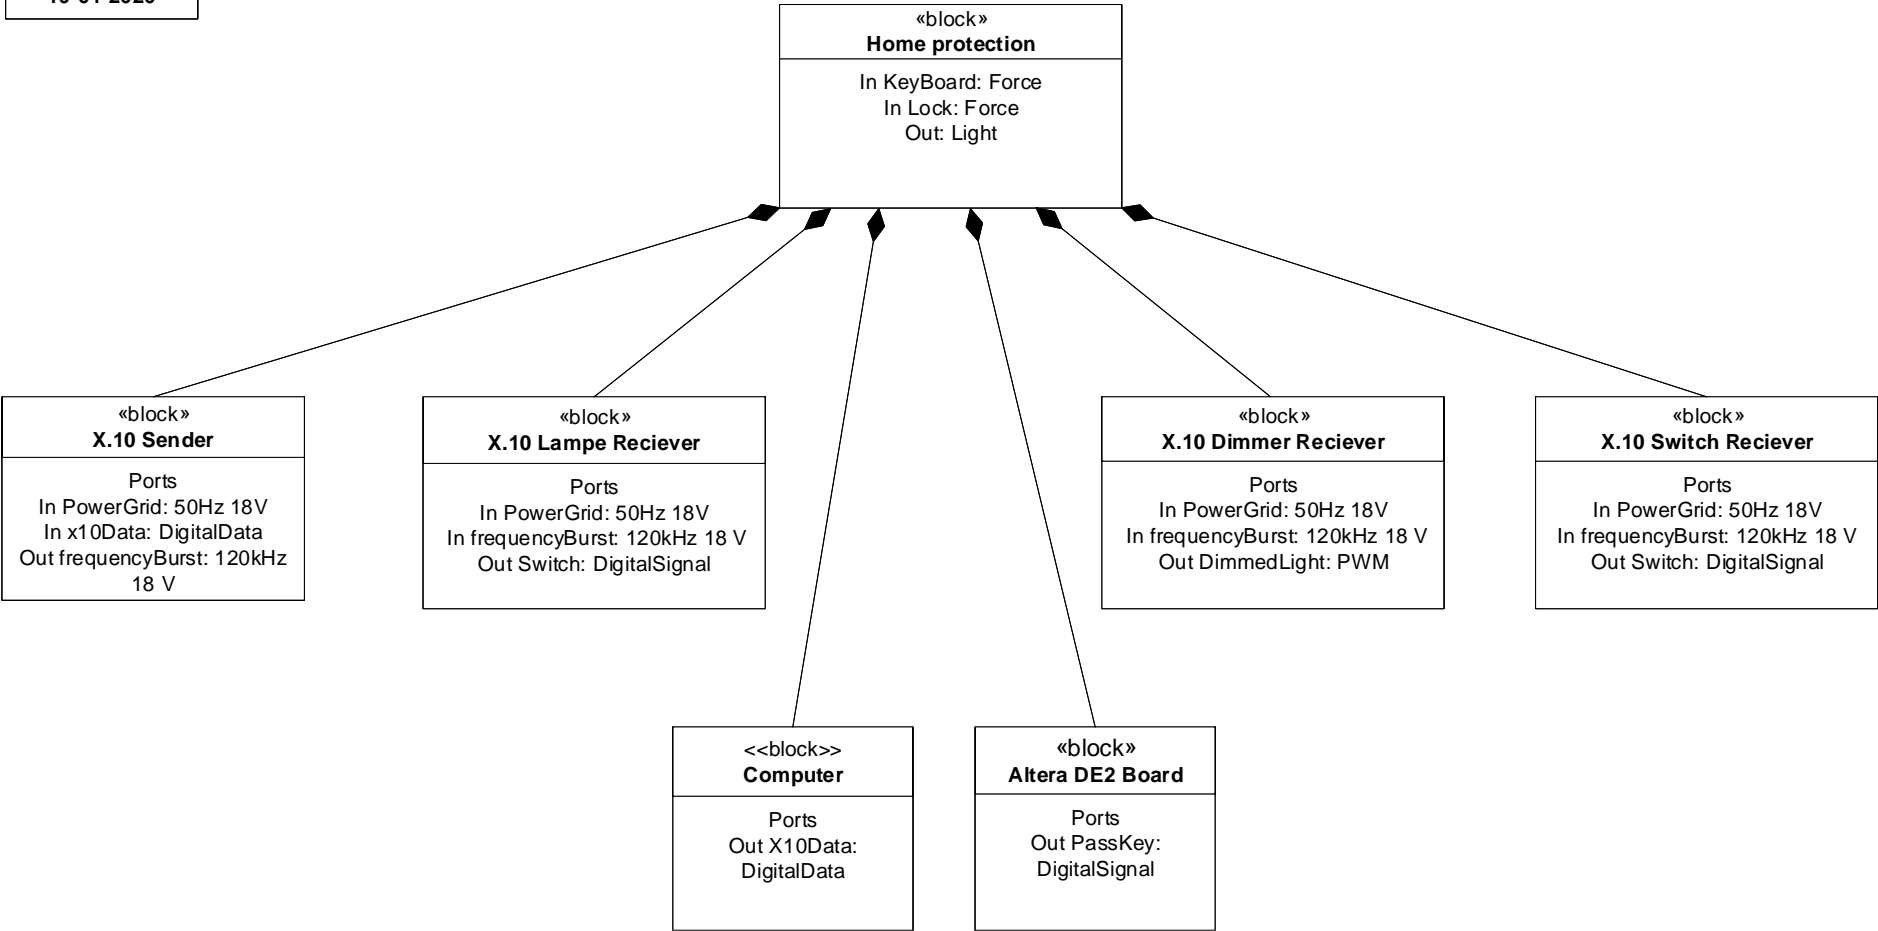 «block»
Home protection
In KeyBoard: Force
In Lock: Force
Out: Light
«block»
X.10 Sender
Ports
In PowerGrid: 50Hz 18V
In x10Data: DigitalData
Out frequencyBurst: 120kHz
18 V
«block»
X.10 Lampe Reciever
Ports
In PowerGrid: 50Hz 18V
In frequencyBurst: 120kHz 18 V
Out Switch: DigitalSignal
«block»
X.10 Dimmer Reciever
Ports
In PowerGrid: 50Hz 18V
In frequencyBurst: 120kHz 18 V
Out DimmedLight: PWM
«block»
X.10 Switch Reciever
Ports
In PowerGrid: 50Hz 18V
In frequencyBurst: 120kHz 18 V
Out Switch: DigitalSignal
<<block>>
Computer
Ports
Out X10Data:
DigitalData
«block»
Altera DE2 Board
Ports
Out PassKey:
DigitalSignal